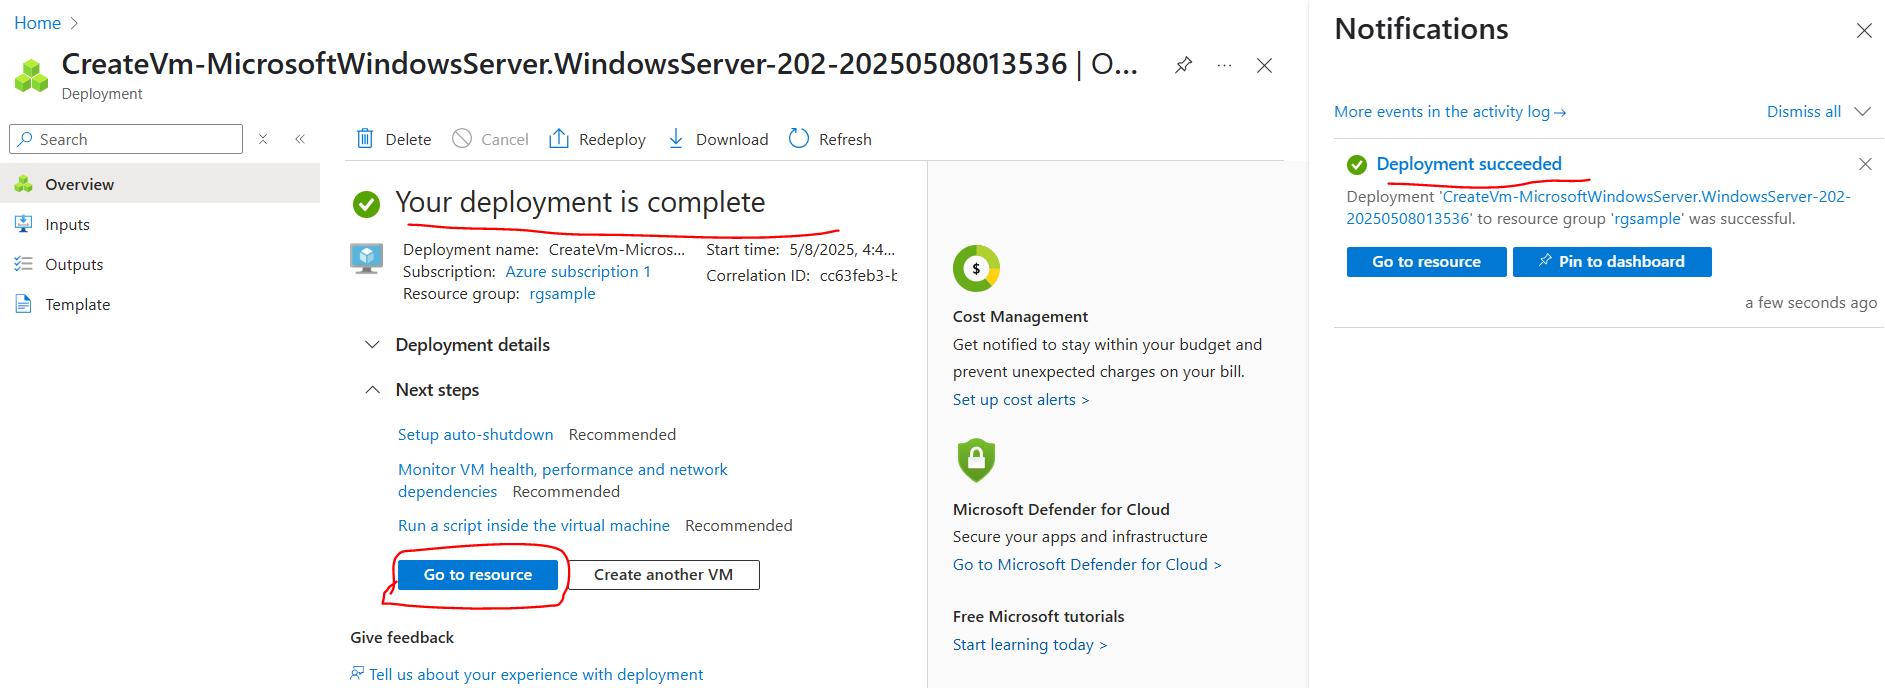 Home
CreateVm-MicrosoftWindowsServer.WindowsServer-202-20250508013536 | O...
Deployment
Search
Overview
Inputs
Outputs
Template
Delete
Cancel
Redeploy
Download
Refresh
Your deployment is complete
Deployment name: CreateVm-Micros...
Subscription: Azure subscription 1
Resource group: rgsample
Start time: 5/8/2025, 4:4...
Correlation ID: cc63feb3-b
Deployment details
Next steps
Setup auto-shutdown Recommended
Monitor VM health, performance and network
dependencies Recommended
Run a script inside the virtual machine Recommended
Go to resource
Create another VM
Give feedback
Tell us about your experience with deployment
$
Cost Management
Get notified to stay within your budget and
prevent unexpected charges on your bill.
Set up cost alerts >
Microsoft Defender for Cloud
Secure your apps and infrastructure
Go to Microsoft Defender for Cloud >
Free Microsoft tutorials
Start learning today >
Notifications
More events in the activity log →
Dismiss all
Deployment succeeded
Deployment 'CreateVm-MicrosoftWindowsServer.WindowsServer-202-
20250508013536' to resource group 'rgsample' was successful.
Go to resource
Pin to dashboard
a few seconds ago